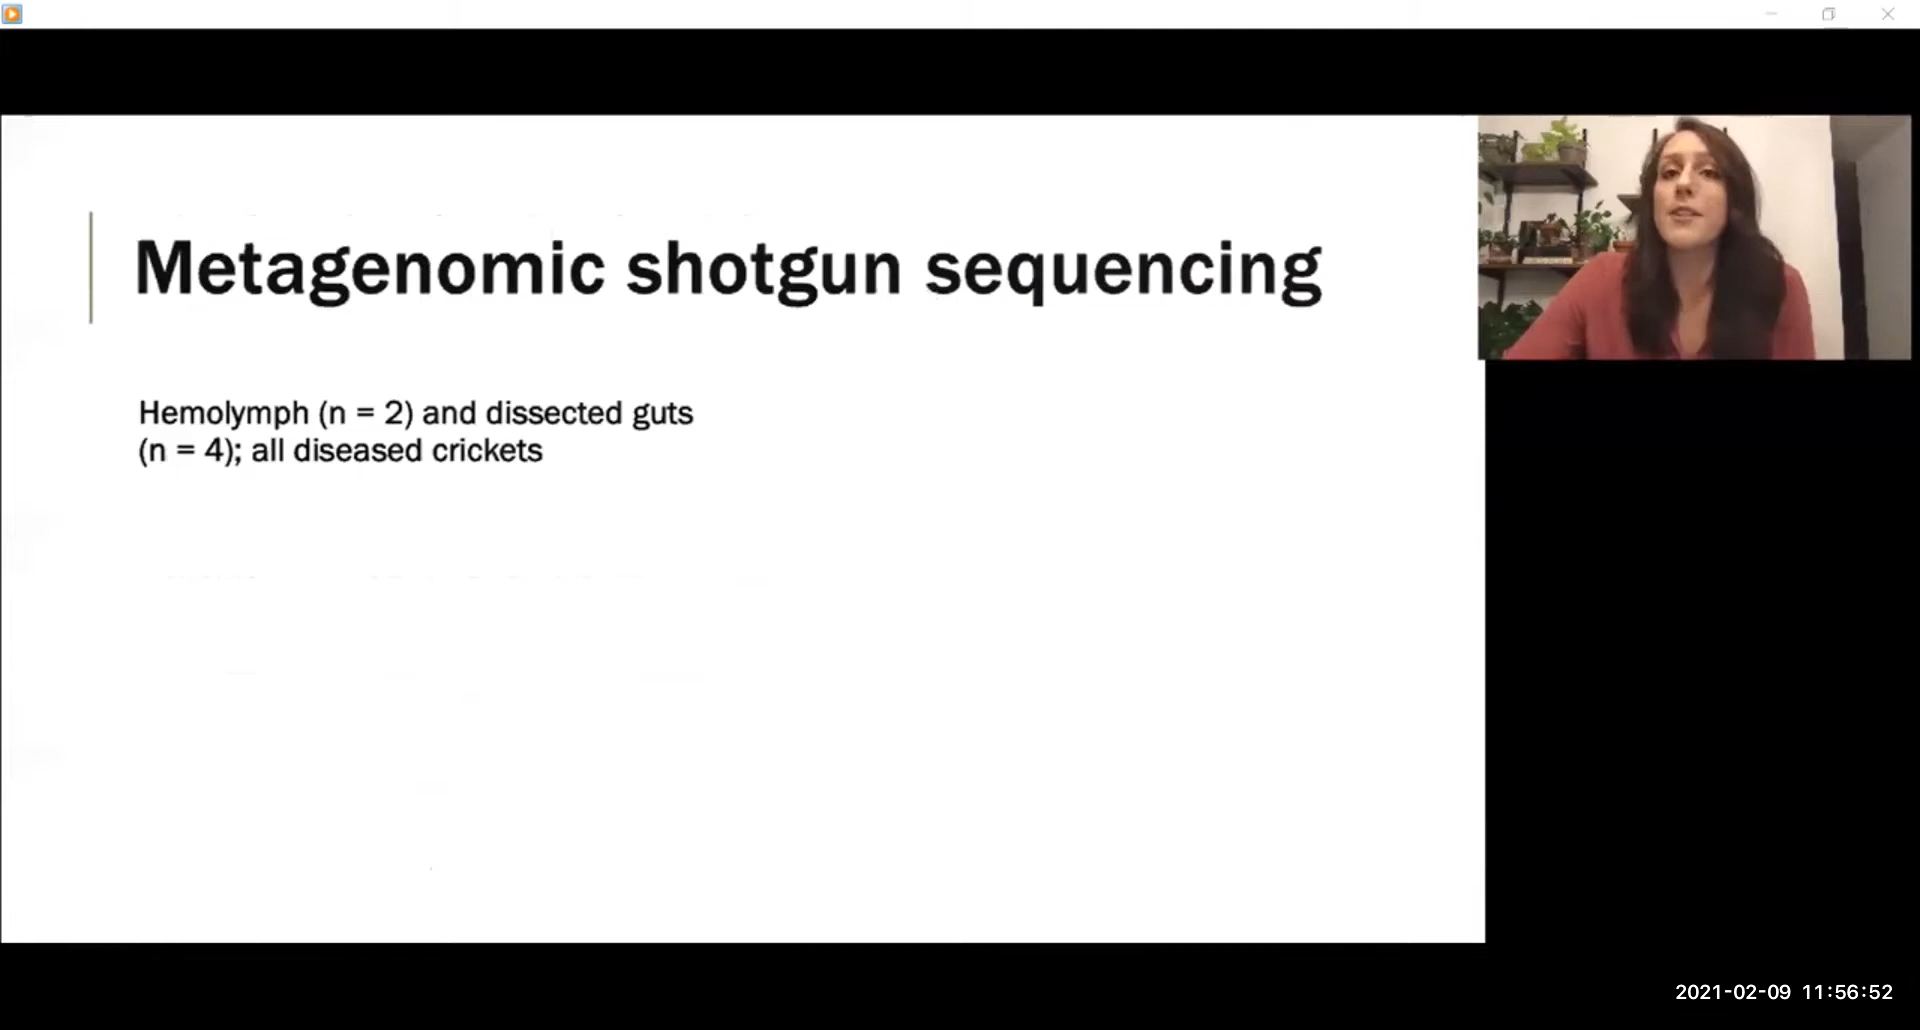 Metagenomic shotgun sequencing
Hemolymph (n = 2) and dissected guts
(n = 4); all diseased crickets
2021-02-09 11:56:52